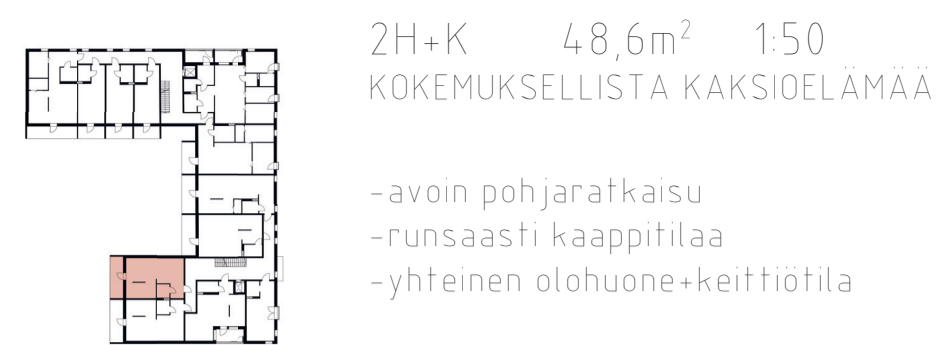 2H+K 48,6m² 1:50
KOKEMUKSELLISTA KAKSIOELÄMÄÄ
-avoin pohjaratkaisu
-runsaasti kaappitilaa
-yhteinen olohuone+keittiötila